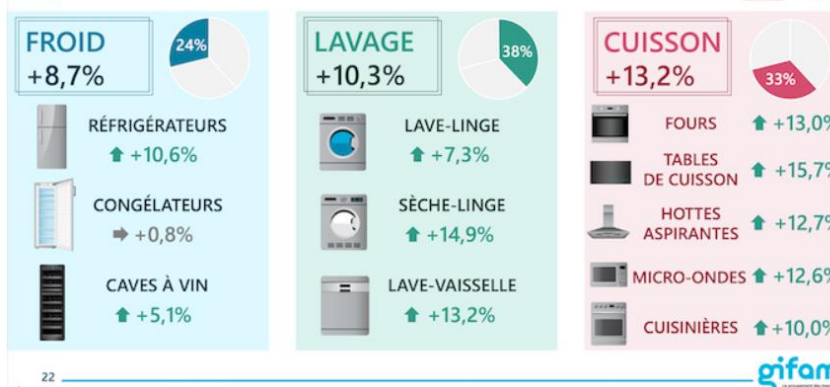 FROID
+8,7%
24%
RÉFRIGÉRATEURS
+10,6%
CONGÉLATEURS
+0,8%
CAVES À VIN
+5,1%
LAVAGE
+10,3%
38%
LAVE-LINGE
+7,3%
SÈCHE-LINGE
+14,9%
LAVE-VAISSELLE
+13,2%
CUISSON
+13,2%
33%
FOURS
+13,0%
TABLES
DE CUISSON
+15,7%
HOTTES
ASPIRANTES
+12,7%
MICRO-ONDES +12,6%
CUISINIÈRES +10,0%
22
gifam